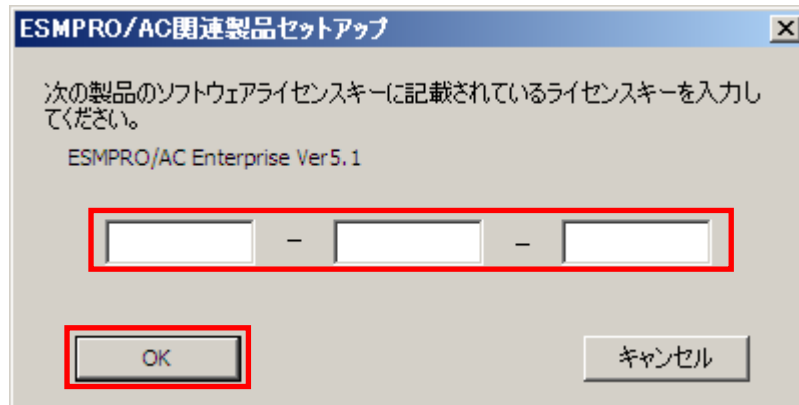 ESMPRO/AC関連製品セットアップ
次の製品のソフトウェアライセンスキーに記載されているライセンスキーを入力し
てください。
ESMPRO/AC Enterprise Ver5.1
– –
OK キャンセル